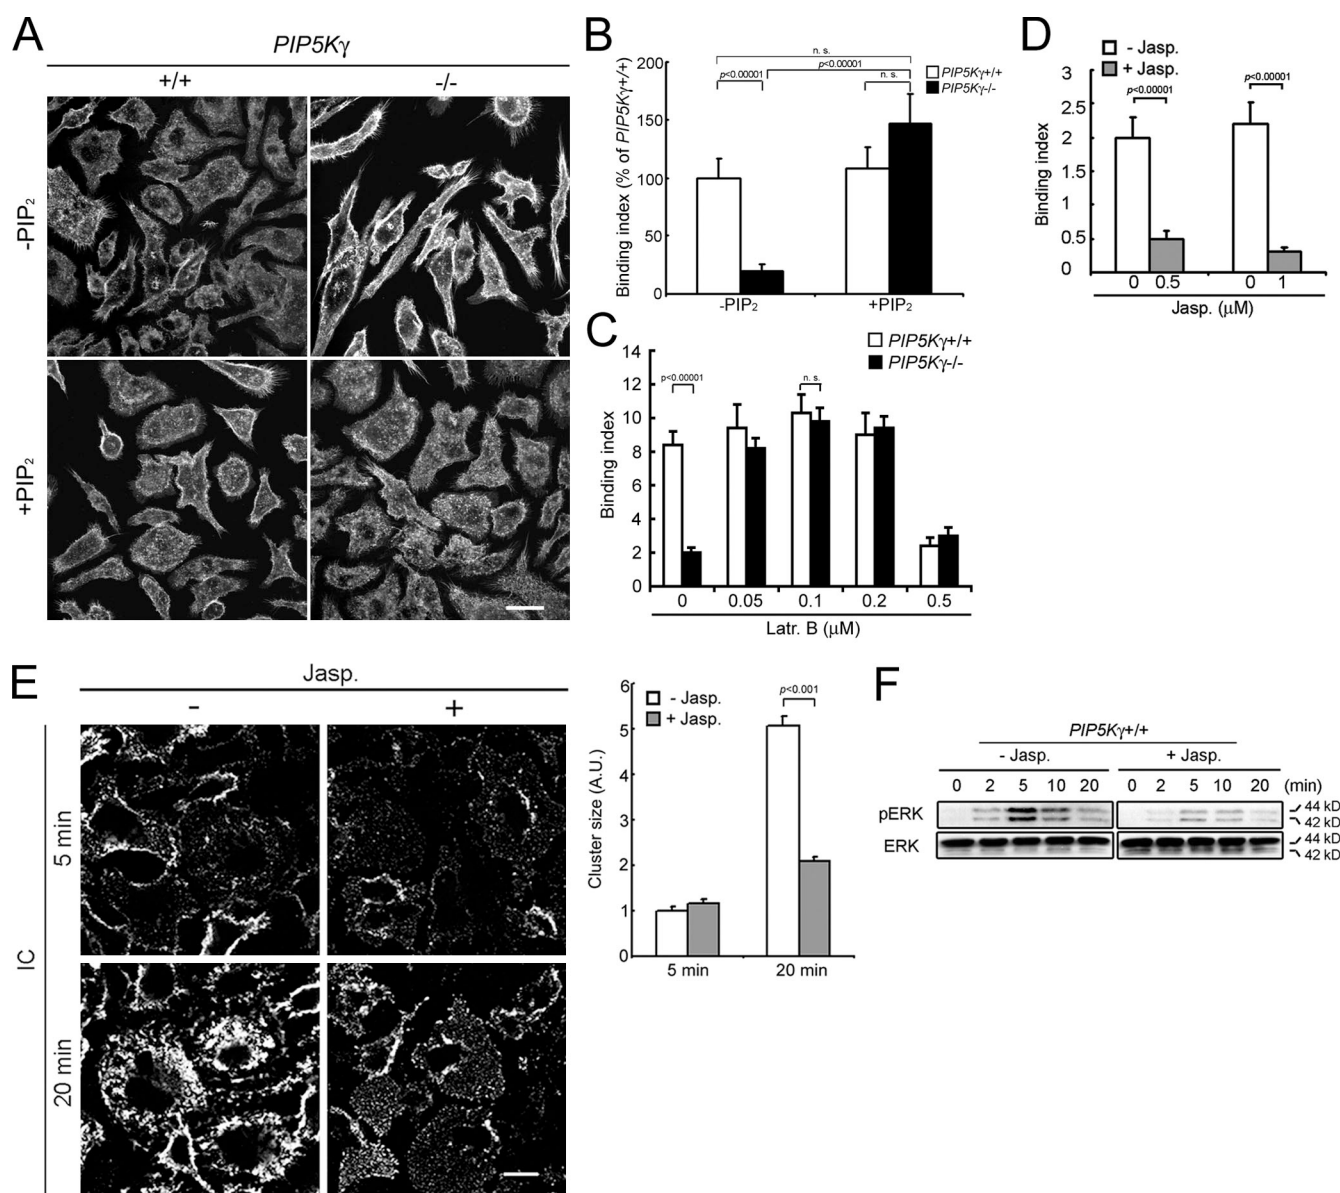 A
PIP5Kγ
+/+
-/-
-PIP2
+PIP2
B
n. s.
p<0.00001
p<0.00001
n. s.
PIP5Kγ+/+
PIP5Kγ-/-
Binding index (% of PIP5Kγ+/+)
200
150
100
50
0
-PIP2
+PIP2
C
PIP5Kγ+/+
PIP5Kγ-/-
p<0.00001
n. s.
Binding index
14
12
10
8
6
4
2
0
0 0.05 0.1 0.2 0.5
Latr. B (μM)
D
- Jasp.
+ Jasp.
p<0.00001
p<0.00001
Binding index
3
2.5
2
1.5
1
0.5
0
0 0.5 0 1
Jasp. (μM)
E
Jasp.
-
+
IC
5 min
20 min
- Jasp.
+ Jasp.
p<0.001
Cluster size (A.U.)
6
5
4
3
2
1
0
5 min
20 min
F
PIP5Kγ+/+
- Jasp.
+ Jasp.
0 2 5 10 20 0 2 5 10 20 (min)
pERK
44 kD
42 kD
ERK
44 kD
42 kD